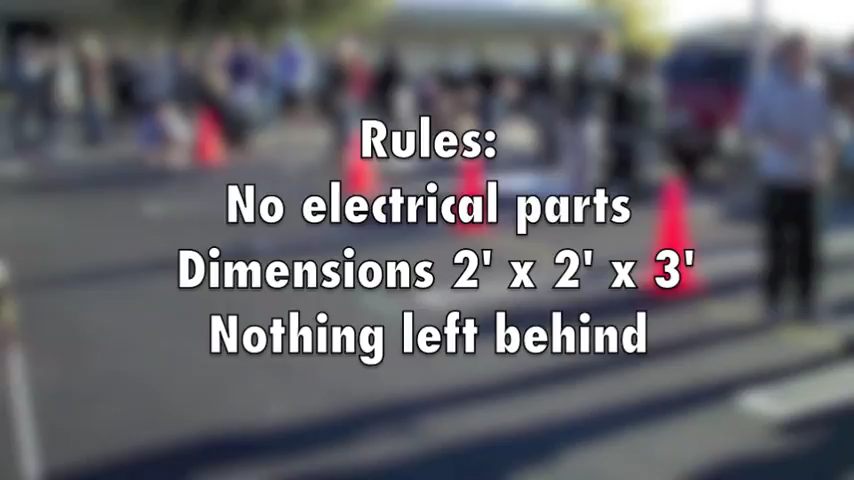 Rules:
No electrical parts
Dimensions 2' x 2' x 3'
Nothing left behind